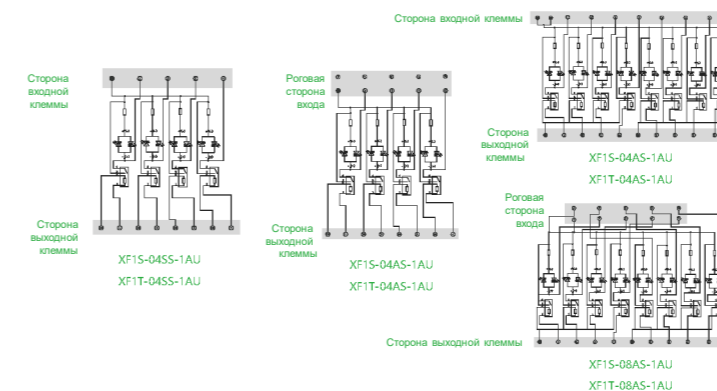 Сторона входной клеммы
Сторона
входной
клеммы
Роговая
сторона
входа
Сторона
выходной
клеммы
XF1S-04AS-1AU
XF1T-04AS-1AU
Сторона
выходной
клеммы
XF1S-04SS-1AU
XF1T-04SS-1AU
Сторона
выходной
клеммы
XF1S-04AS-1AU
XF1T-04AS-1AU
Роговая
сторона
входа
Сторона выходной клеммы
XF1S-08AS-1AU
XF1T-08AS-1AU